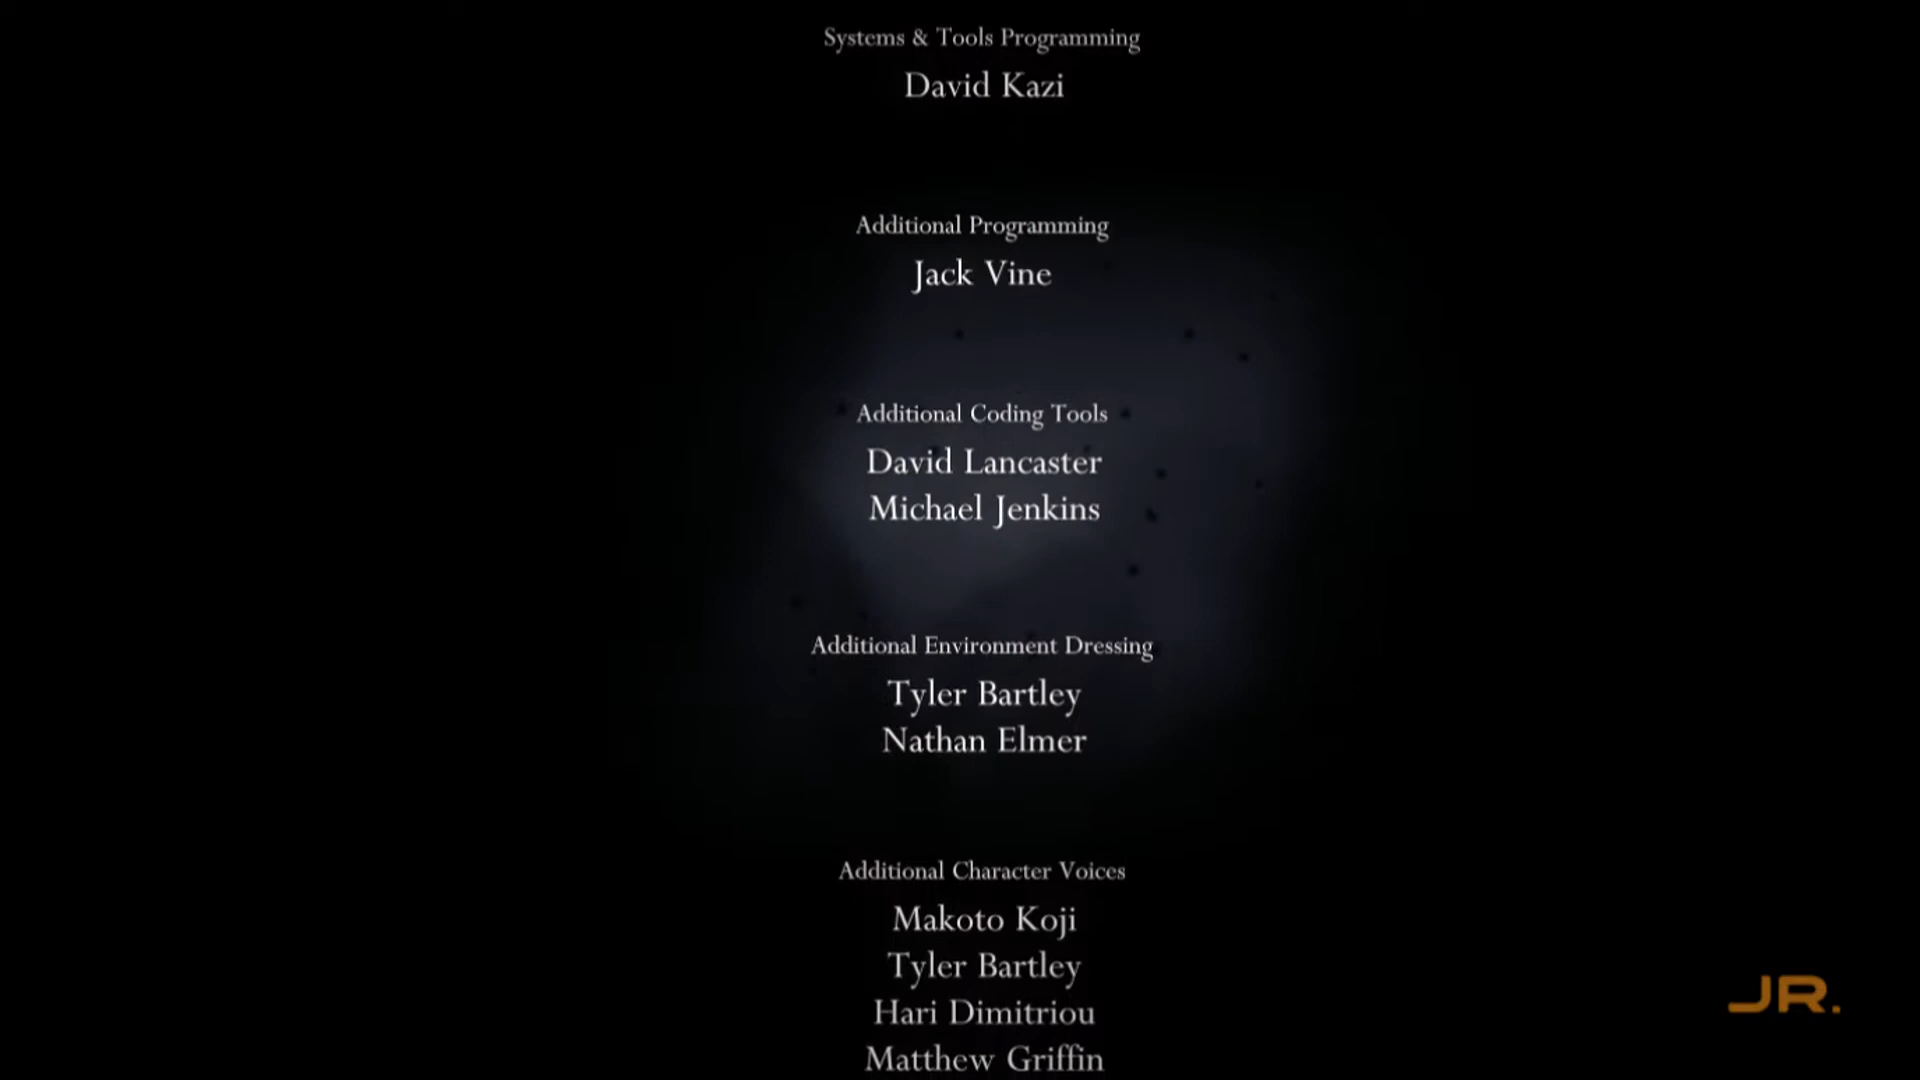 Systems & Tools Programming
David Kazi
Additional Programming
Jack Vine
Additional Coding Tools
David Lancaster
Michael Jenkins
Additional Environment Dressing
Tyler Bartley
Nathan Elmer
Additional Character Voices
Makoto Koji
Tyler Bartley
Hari Dimitriou
Matthew Griffin
JR.